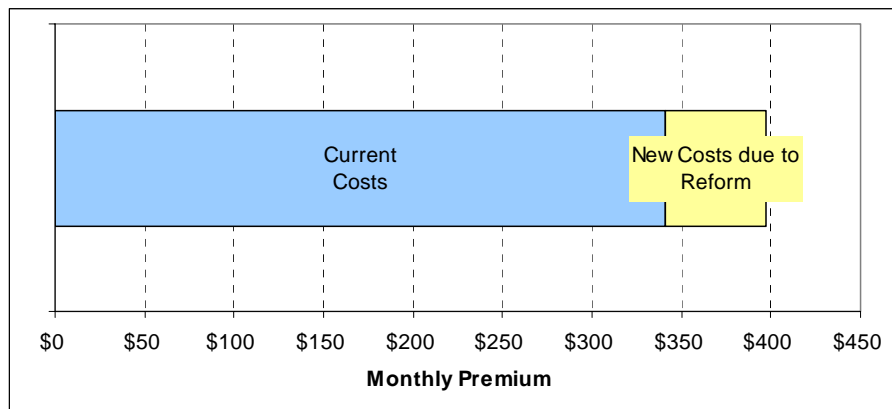 Current
Costs
New Costs due to
Reform
$0 $50 $100 $150 $200 $250 $300 $350 $400 $450
Monthly Premium